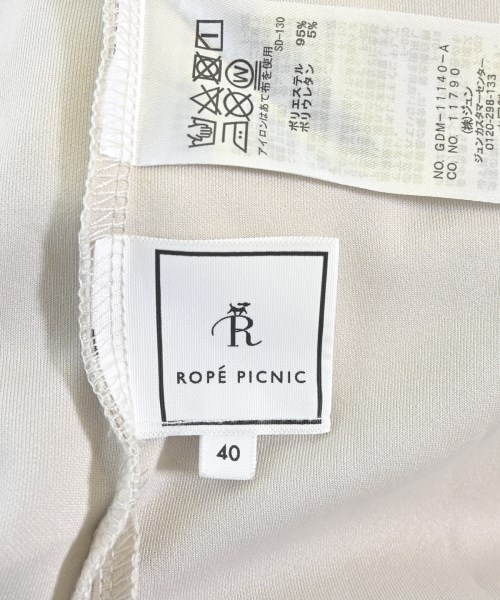 R
ROPÉ PICNIC
40
アイロンはあて布を使用 SD-130
ポリエステル 95%
ポリウレタン 5%
NO. GDM-11140-A
CO. NO. 11790
(株)ジュン
ジュンカスタマーセンター
0120-298-133